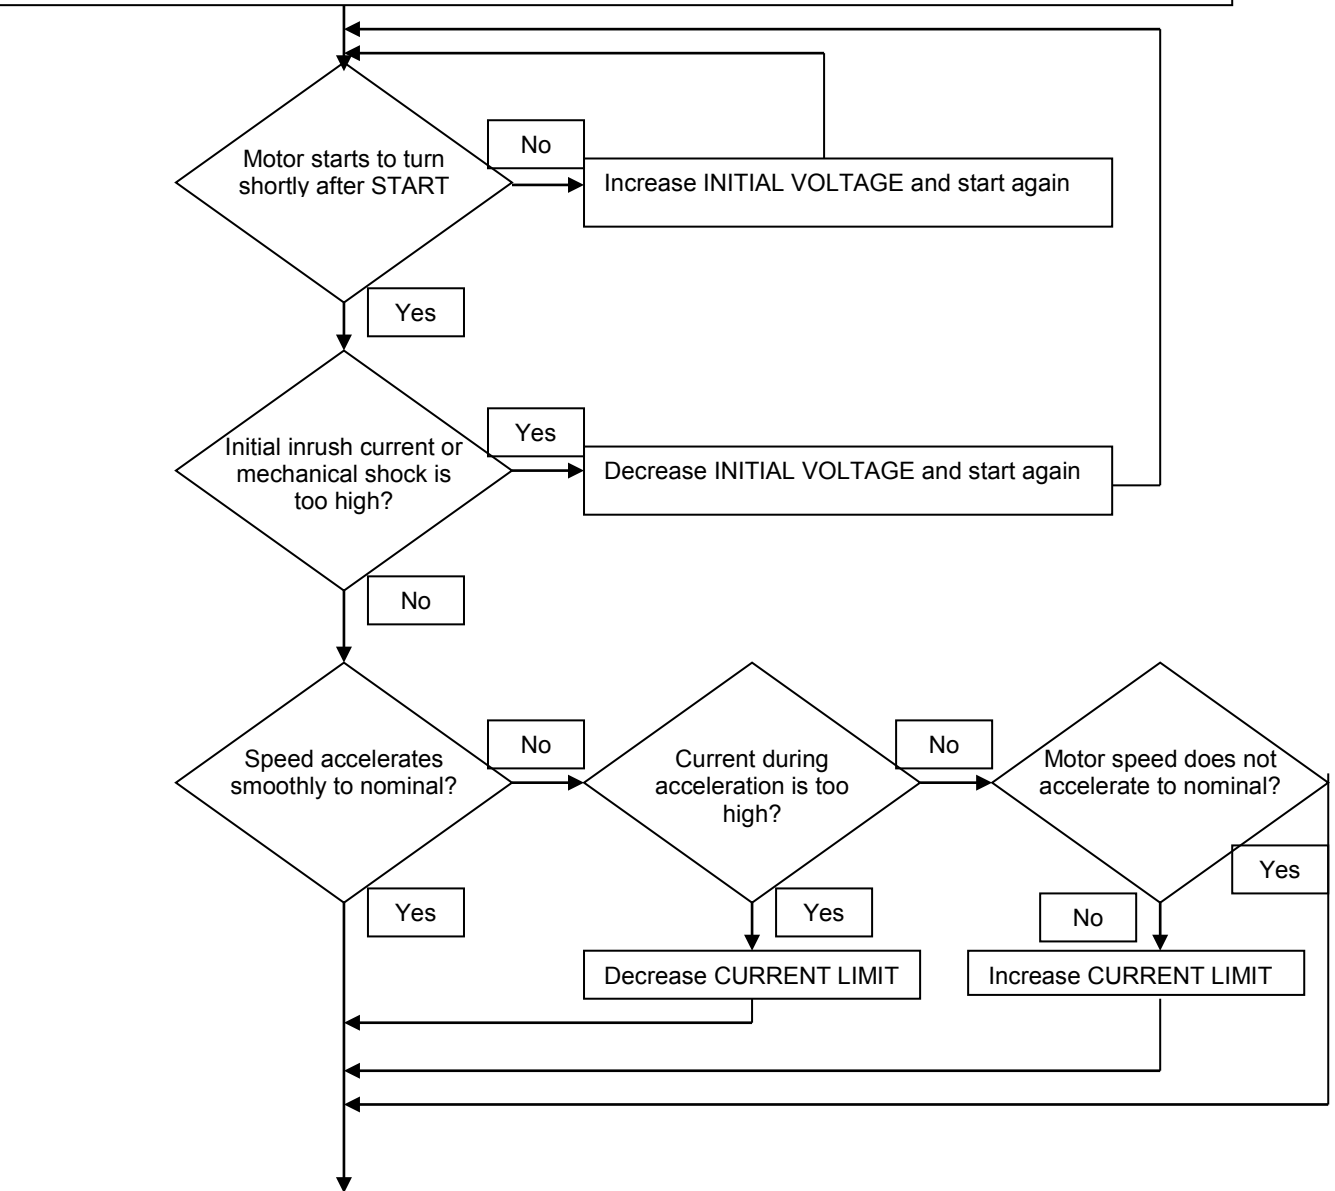 No
Motor starts to turn
shortly after START
Increase INITIAL VOLTAGE and start again
Yes
Yes
Initial inrush current or
mechanical shock is
too high?
Decrease INITIAL VOLTAGE and start again
No
No
No
Speed accelerates
smoothly to nominal?
Current during
acceleration is too
high?
Motor speed does not
accelerate to nominal?
Yes
Yes
Yes
No
Decrease CURRENT LIMIT
Increase CURRENT LIMIT